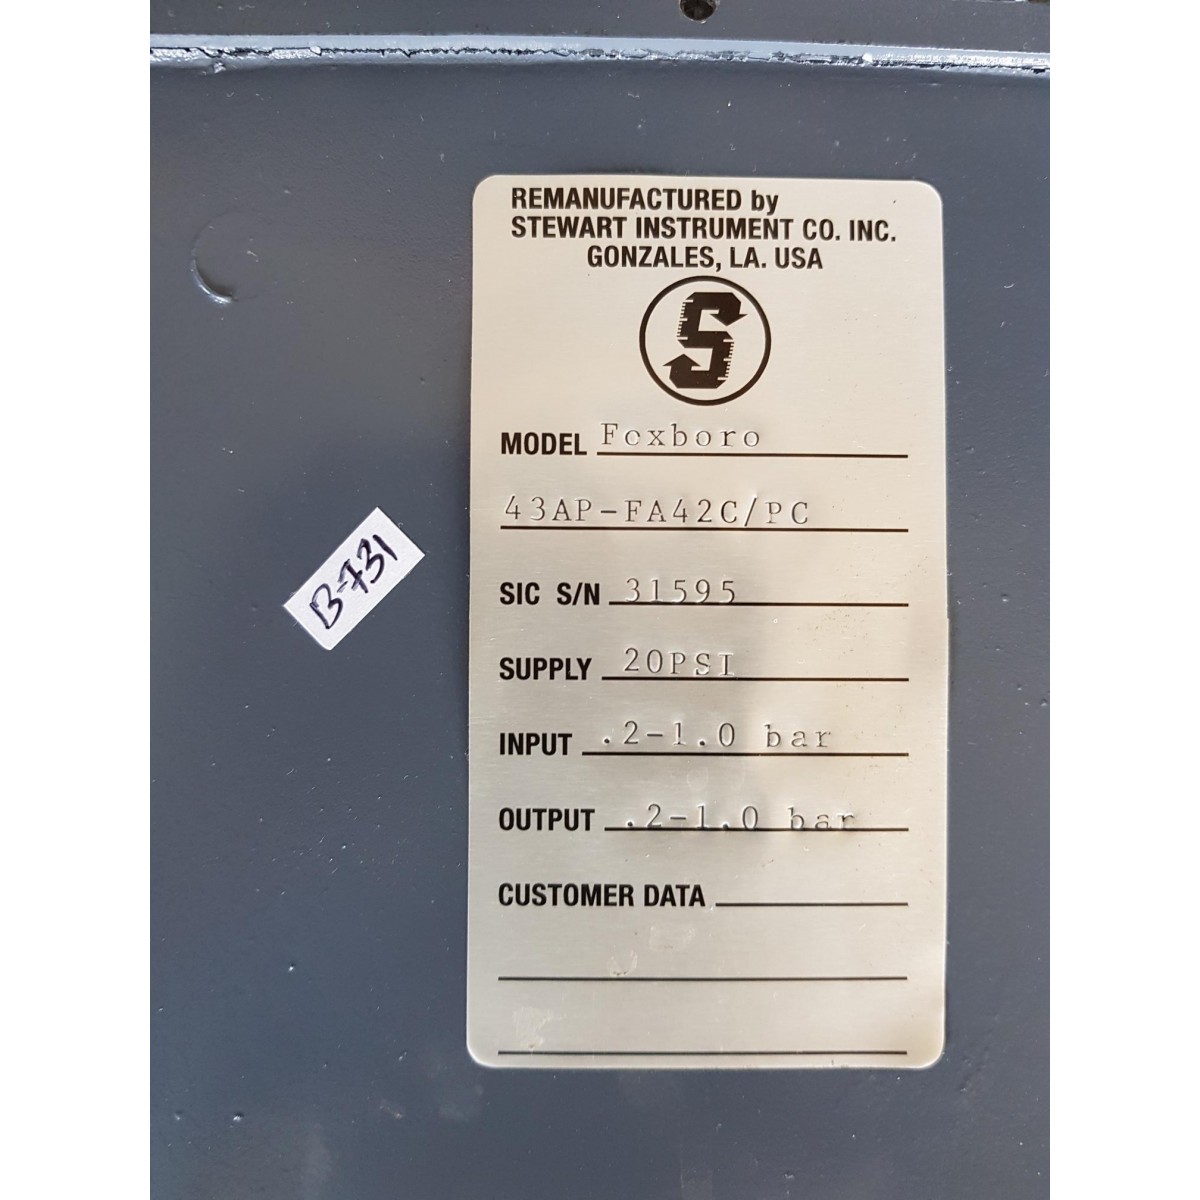 REMANUFACTURED by
STEWART INSTRUMENT CO. INC.
GONZALES, LA. USA
S
MODEL Foxboro
43AP-FA42C/PC
SIC S/N 31595
SUPPLY 20PSI
INPUT .2-1.0 bar
OUTPUT .2-1.0 bar
CUSTOMER DATA
B-731